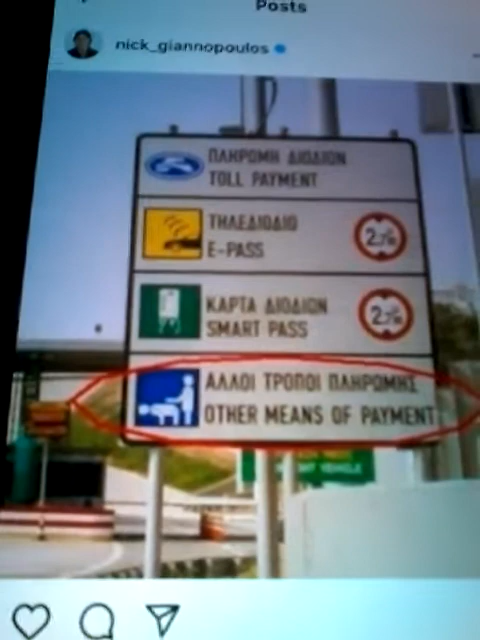 Posts
nick_giannopoulos
ΠΛΗΡΩΜΗ ΔΙΟΔΙΩΝ
TOLL PAYMENT
ΤΗΛΕΔΙΟΔΙΟ
E-PASS
ΚΑΡΤΑ ΔΙΟΔΙΩΝ
SMART PASS
ΑΛΛΟΙ ΤΡΟΠΟΙ ΠΛΗΡΩΜΗΣ
OTHER MEANS OF PAYMENT
VEHICLE